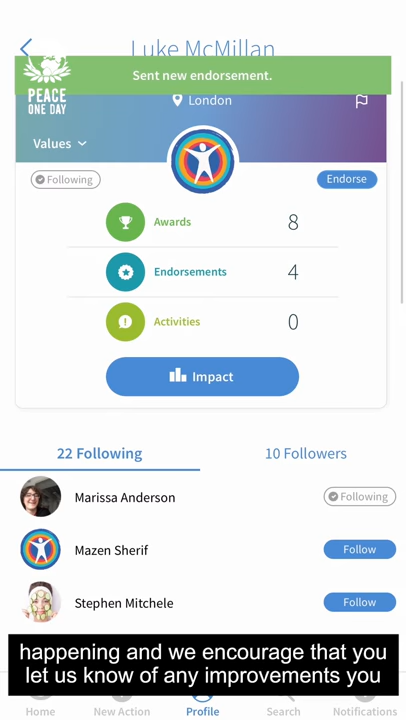 Luke McMillan
Sent new endorsement.
PEACE
ONE DAY
London
Values
Following
Endorse
Awards
8
Endorsements
4
Activities
0
Impact
22 Following
10 Followers
Marissa Anderson
Following
Mazen Sherif
Follow
Stephen Mitchele
Follow
happening and we encourage that you
let us know of any improvements you
Home
New Action
Profile
Search
Notifications